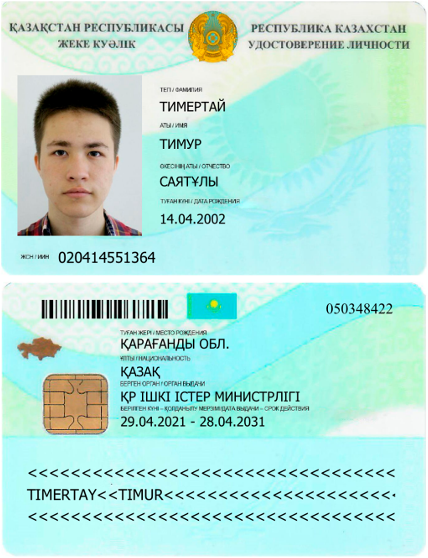 ҚАЗАҚСТАН РЕСПУБЛИКАСЫ
ЖЕКЕ КУӘЛІК
РЕСПУБЛИКА КАЗАХСТАН
УДОСТОВЕРЕНИЕ ЛИЧНОСТИ
ТЕГІ / ФАМИЛИЯ
ТИМЕРТАЙ
АТЫ / ИМЯ
ТИМУР
ӘКЕСІНІҢ АТЫ / ОТЧЕСТВО
САЯТҰЛЫ
ТУҒАН КҮНІ / ДАТА РОЖДЕНИЯ
14.04.2002
ЖСН / ИИН 020414551364
050348422
ТУҒАН ЖЕРІ / МЕСТО РОЖДЕНИЯ
ҚАРАҒАНДЫ ОБЛ.
ҰЛТЫ / НАЦИОНАЛЬНОСТЬ
ҚАЗАҚ
БЕРГЕН ОРГАН / ОРГАН ВЫДАЧИ
ҚР ІШКІ ІСТЕР МИНИСТРЛІГІ
БЕРІЛГЕН КҮНІ – ҚОЛДАНЫЛУ МЕРЗІМІ/ДАТА ВЫДАЧИ – СРОК ДЕЙСТВИЯ
29.04.2021 - 28.04.2031
<<<<<<<<<<<<<<<<<<<<<<<<<<<<<<
TIMERTAY<<TIMUR<<<<<<<<<<<<<<<
<<<<<<<<<<<<<<<<<<<<<<<<<<<<<<